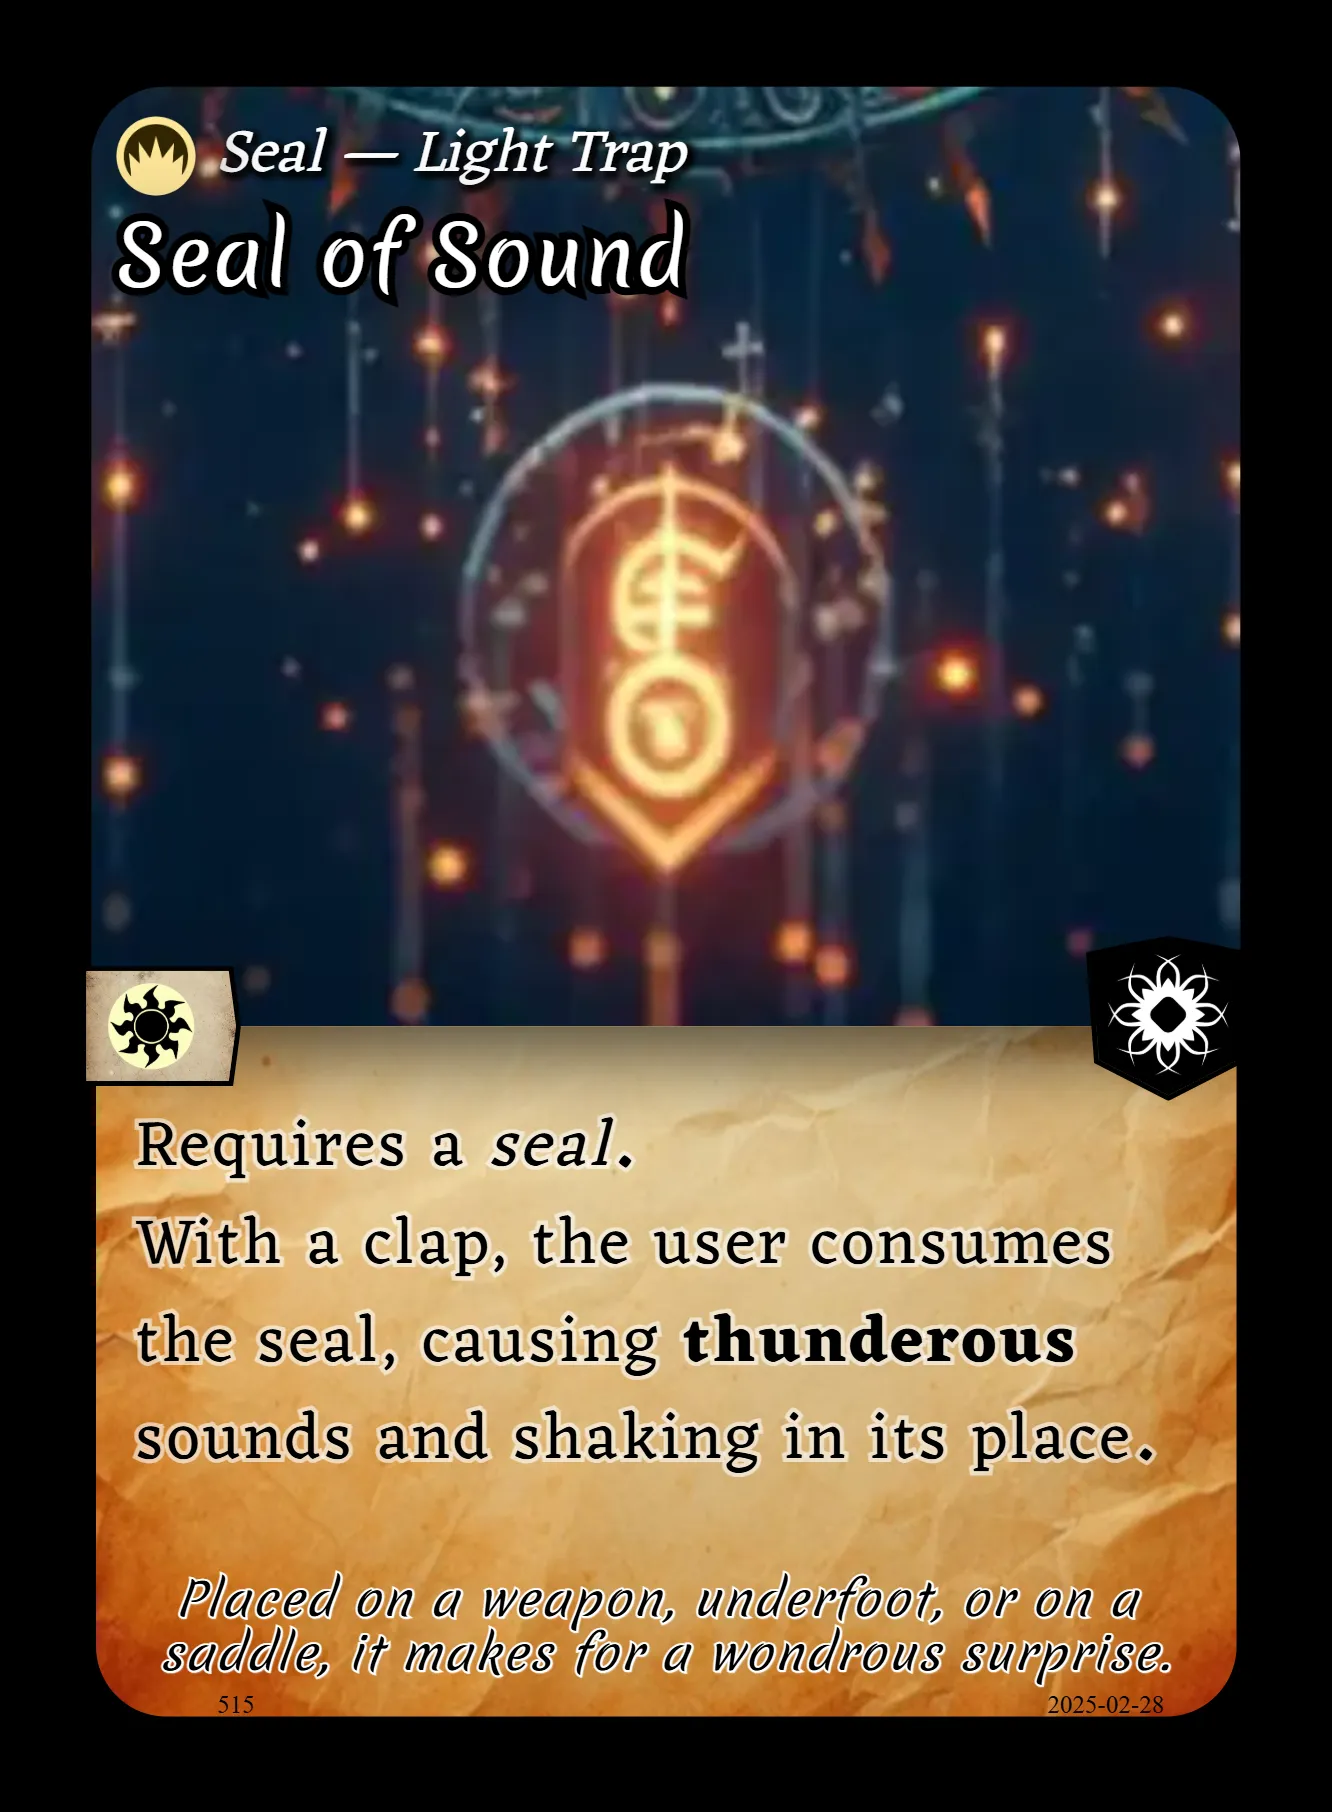 Seal — Light Trap
Seal of Sound
Requires a seal.
With a clap, the user consumes
the seal, causing thunderous
sounds and shaking in its place.
Placed on a weapon, underfoot, or on a
saddle, it makes for a wondrous surprise.
515
2025-02-28